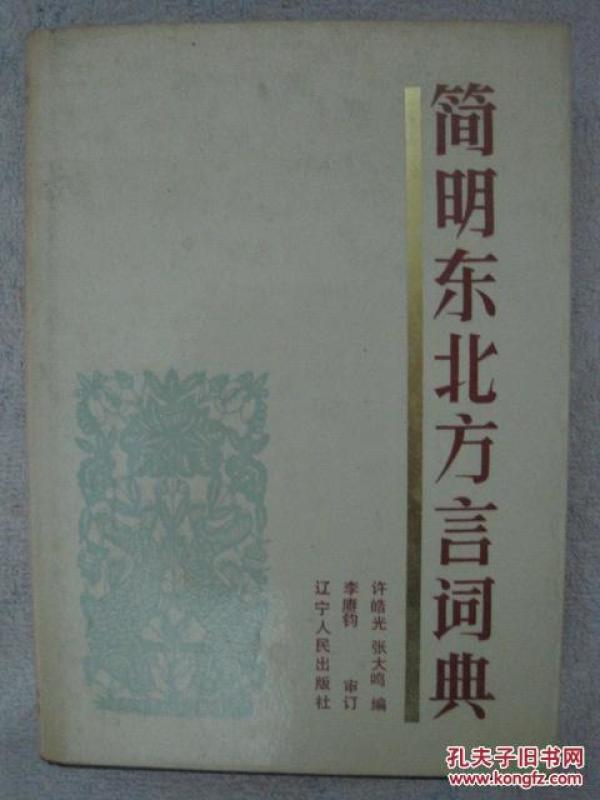 简明东北方言词典
许皓光 张大鸣 编
李赓钧 审订
辽宁人民出版社
孔夫子旧书网
www.kongfz.com